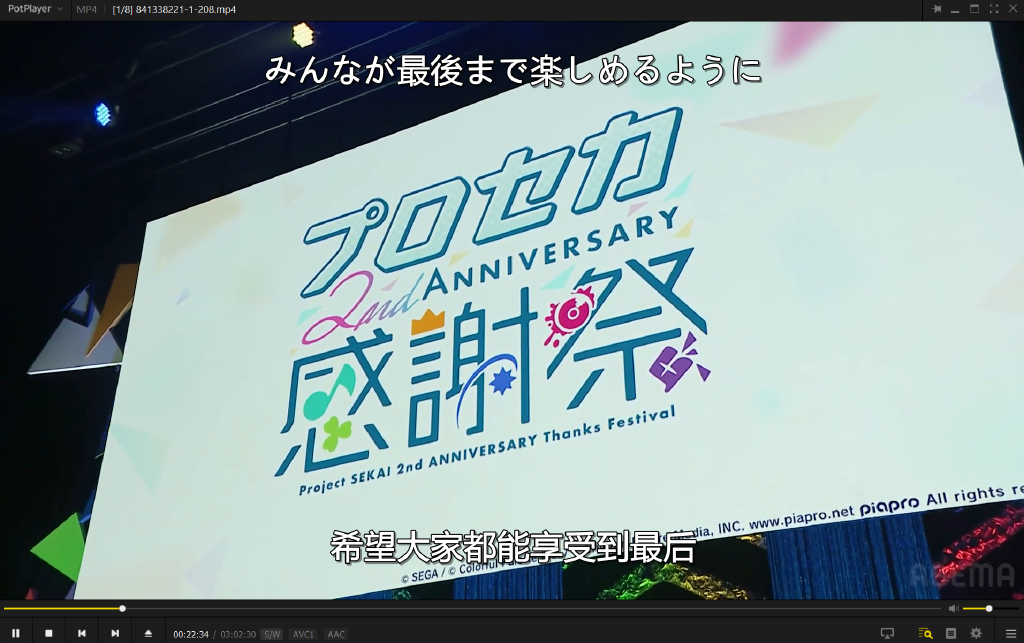 PotPlayer
MP4
[1/8] 841338221-1-208.mp4
みんなが最後まで楽しめるように
プロセカ
2nd ANNIVERSARY
感謝祭
Project SEKAI 2nd ANNIVERSARY Thanks Festival
希望大家都能享受到最后
© SEGA / © Colorful
Media, INC. www.piapro.net piapro All rights
ABEMA
00:22:34 / 03:02:30 S/W AVC1 AAC